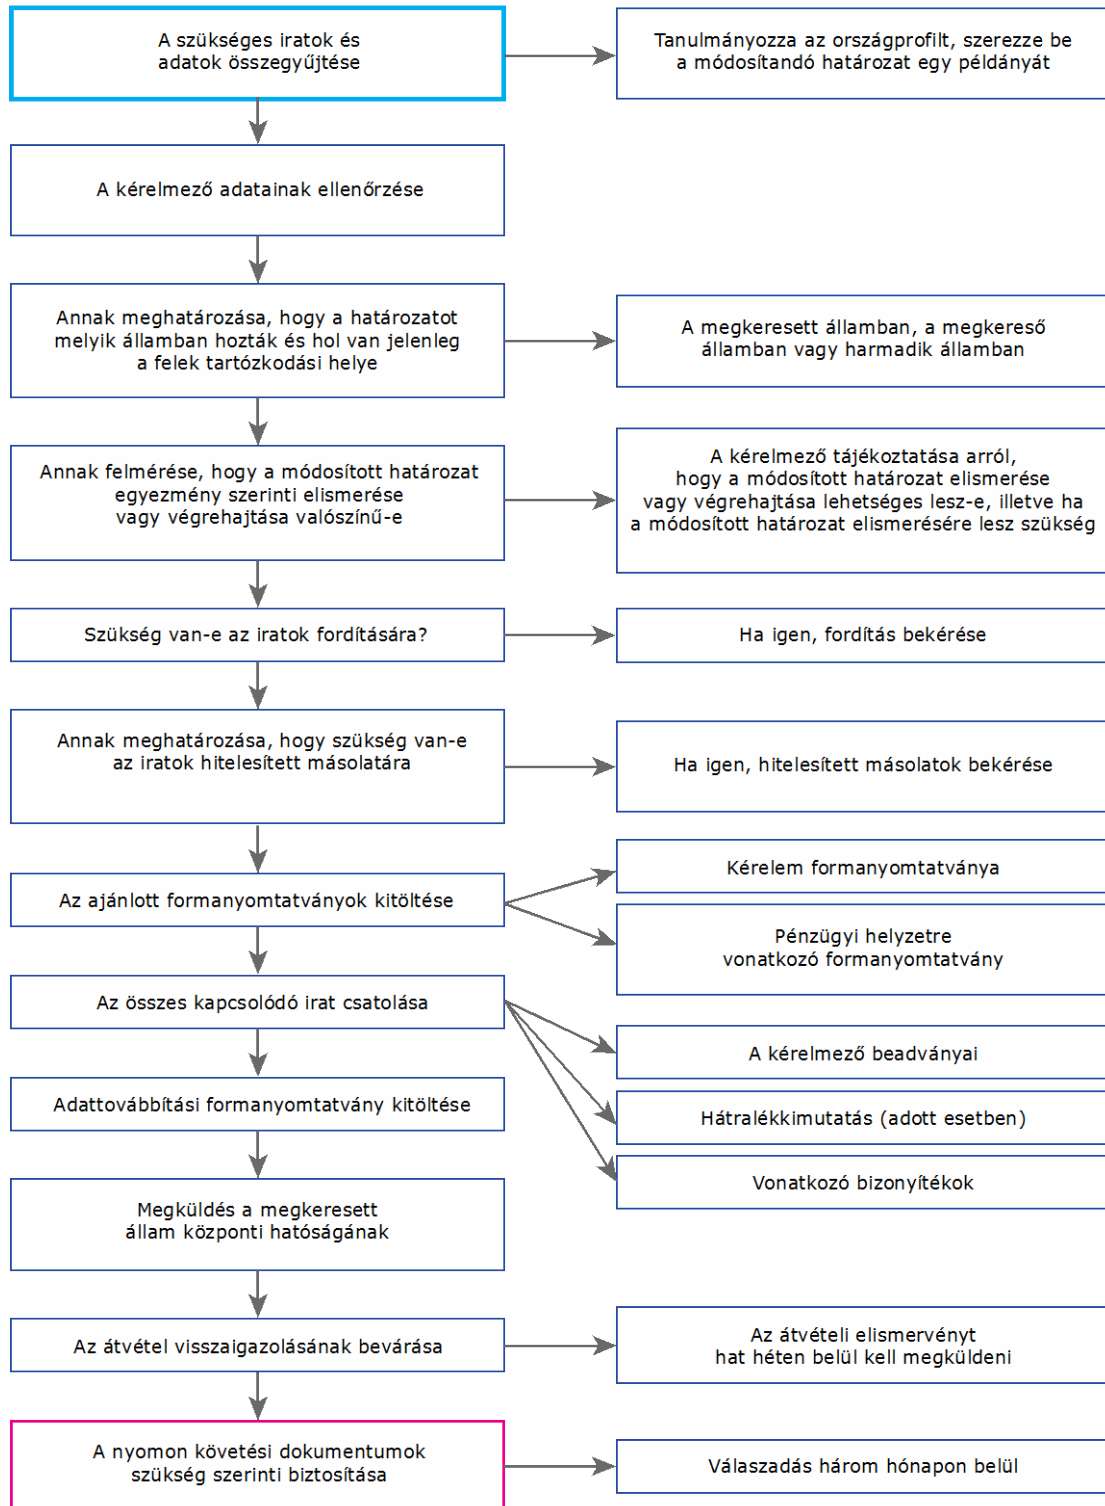 A szükséges iratok és
adatok összegyűjtése
Tanulmányozza az országprofilt, szerezze be
a módosítandó határozat egy példányát
A kérelmező adatainak ellenőrzése
Annak meghatározása, hogy a határozatot
melyik államban hozták és hol van jelenleg
a felek tartózkodási helye
A megkeresett államban, a megkereső
államban vagy harmadik államban
Annak felmérése, hogy a módosított határozat
egyezmény szerinti elismerése
vagy végrehajtása valószínű-e
A kérelmező tájékoztatása arról,
hogy a módosított határozat elismerése
vagy végrehajtása lehetséges lesz-e, illetve ha
a módosított határozat elismerésére lesz szükség
Szükség van-e az iratok fordítására?
Ha igen, fordítás bekérése
Annak meghatározása, hogy szükség van-e
az iratok hitelesített másolatára
Ha igen, hitelesített másolatok bekérése
Az ajánlott formanyomtatványok kitöltése
Kérelem formanyomtatványa
Pénzügyi helyzetre
vonatkozó formanyomtatvány
Az összes kapcsolódó irat csatolása
A kérelmező beadványai
Hátralékkimutatás (adott esetben)
Vonatkozó bizonyítékok
Adattovábbítási formanyomtatvány kitöltése
Megküldés a megkeresett
állam központi hatóságának
Az átvétel visszaigazolásának bevárása
Az átvételi elismervényt
hat héten belül kell megküldeni
A nyomon követési dokumentumok
szükség szerinti biztosítása
Válaszadás három hónapon belül